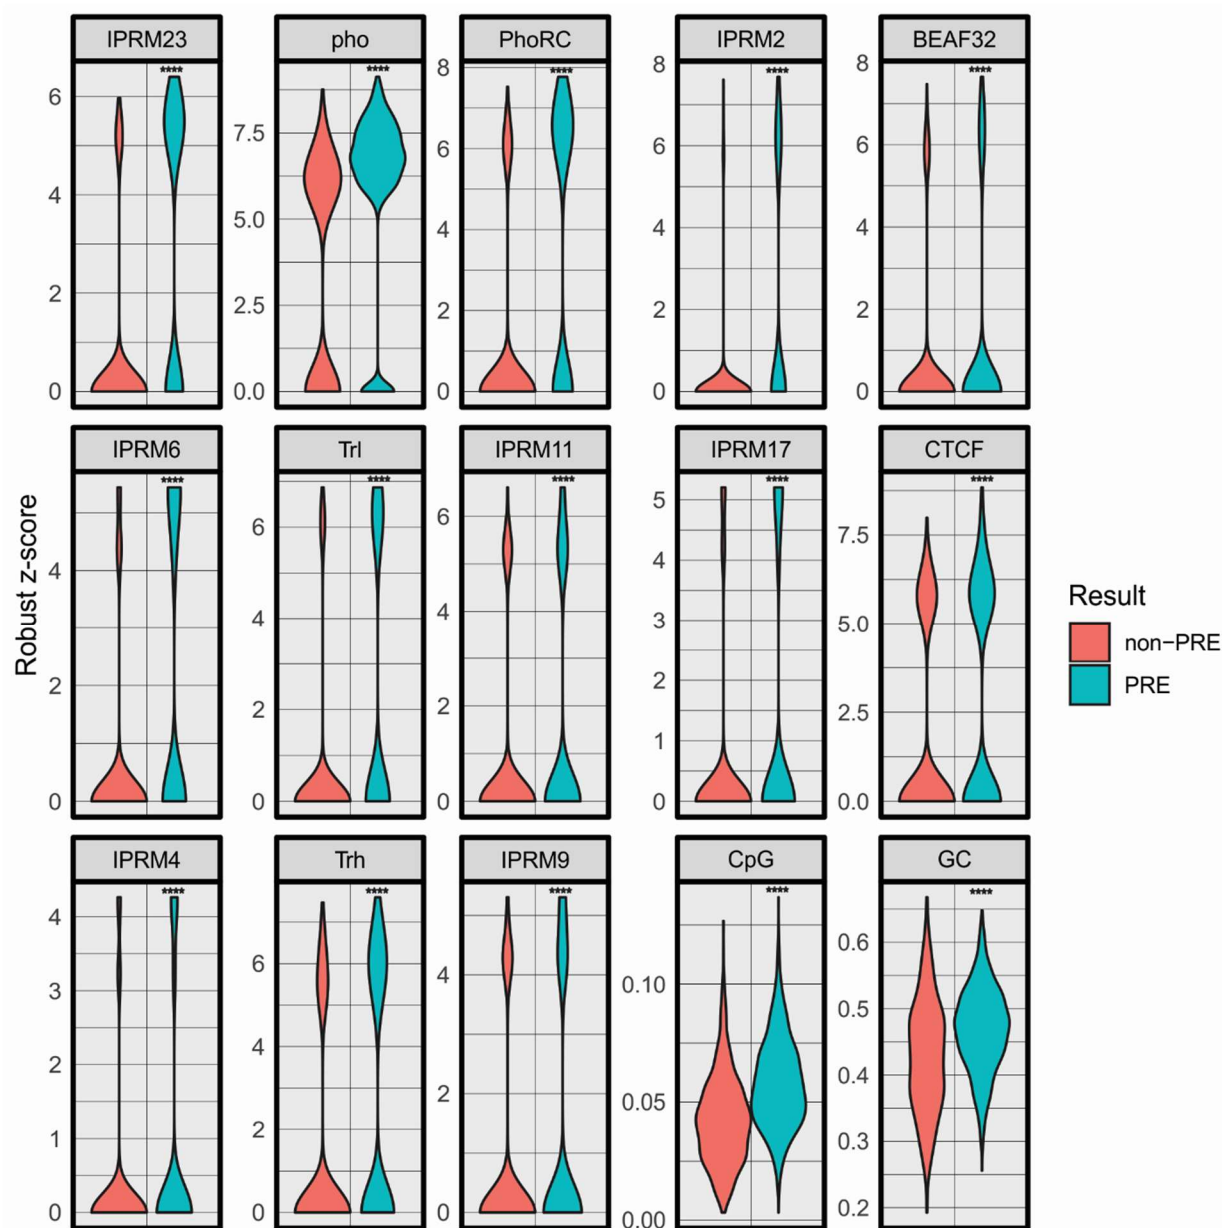 IPRM23 pho PhoRC IPRM2 BEAF32
**** **** **** **** ****
6 4 2 0
7.5 5.0 2.5 0.0
8 6 4 2 0
8 6 4 2 0
8 6 4 2 0
IPRM6 Trl IPRM11 IPRM17 CTCF
**** **** **** **** ****
4 2 0
6 4 2 0
6 4 2 0
5 4 3 2 1 0
7.5 5.0 2.5 0.0
IPRM4 Trh IPRM9 CpG GC
**** **** **** **** ****
4 3 2 1 0
6 4 2 0
4 2 0
0.10 0.05 0.00
0.6 0.5 0.4 0.3 0.2
Robust z-score
Result
non-PRE
PRE